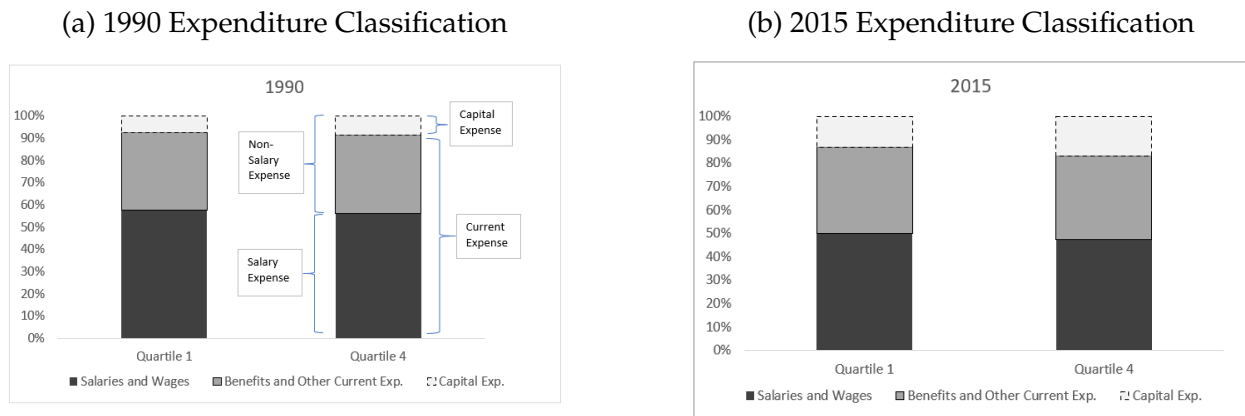 (a) 1990 Expenditure Classification
1990
100%
90%
80%
70%
60%
50%
40%
30%
20%
10%
0%
Non-
Salary
Expense
Salary
Expense
Capital
Expense
Current
Expense
Quartile 1
Quartile 4
Salaries and Wages
Benefits and Other Current Exp.
Capital Exp.
(b) 2015 Expenditure Classification
2015
100%
90%
80%
70%
60%
50%
40%
30%
20%
10%
0%
Quartile 1
Quartile 4
Salaries and Wages
Benefits and Other Current Exp.
Capital Exp.